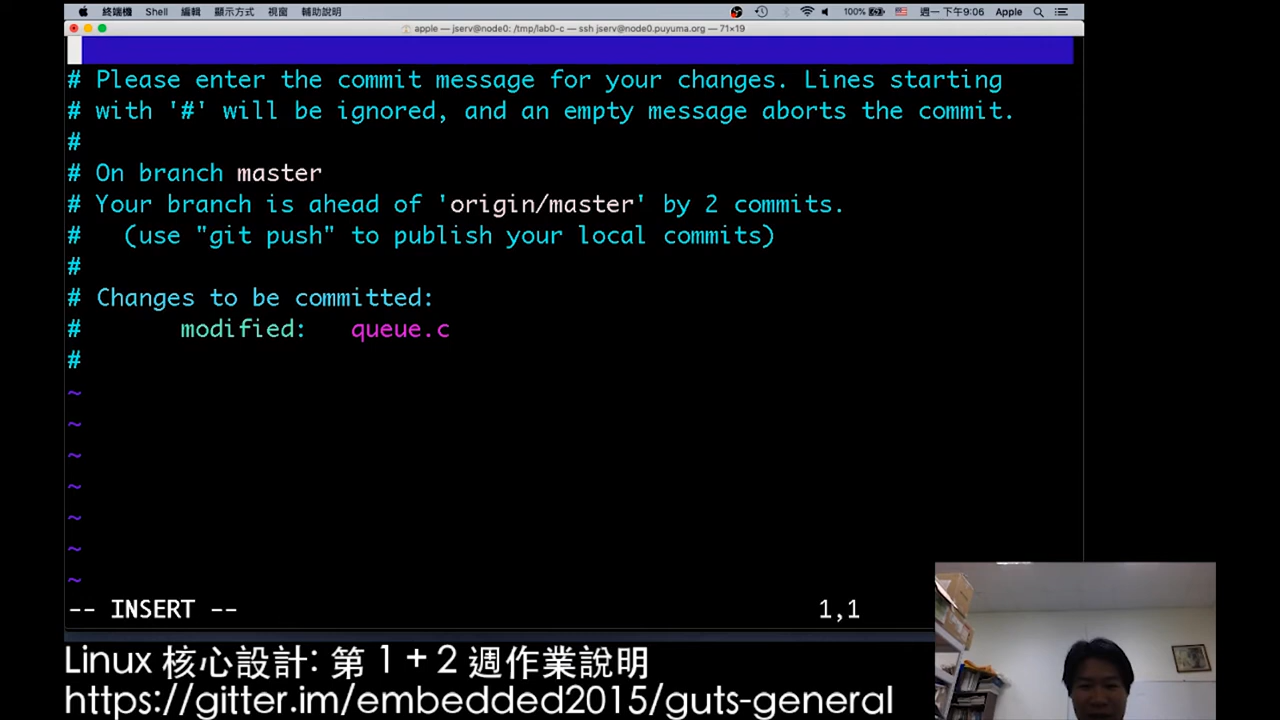 終端機 Shell 編輯 顯示方式 視窗 輔助說明 100% 週一 下午9:06 Apple
apple — jserv@node0: /tmp/lab0-c — ssh jserv@node0.puyuma.org — 71×19
# Please enter the commit message for your changes. Lines starting
# with '#' will be ignored, and an empty message aborts the commit.
#
# On branch master
# Your branch is ahead of 'origin/master' by 2 commits.
#   (use "git push" to publish your local commits)
#
# Changes to be committed:
#       modified:   queue.c
#
~
~
~
~
~
~
~
-- INSERT -- 1,1
Linux 核心設計: 第 1 + 2 週作業說明
https://gitter.im/embedded2015/guts-general